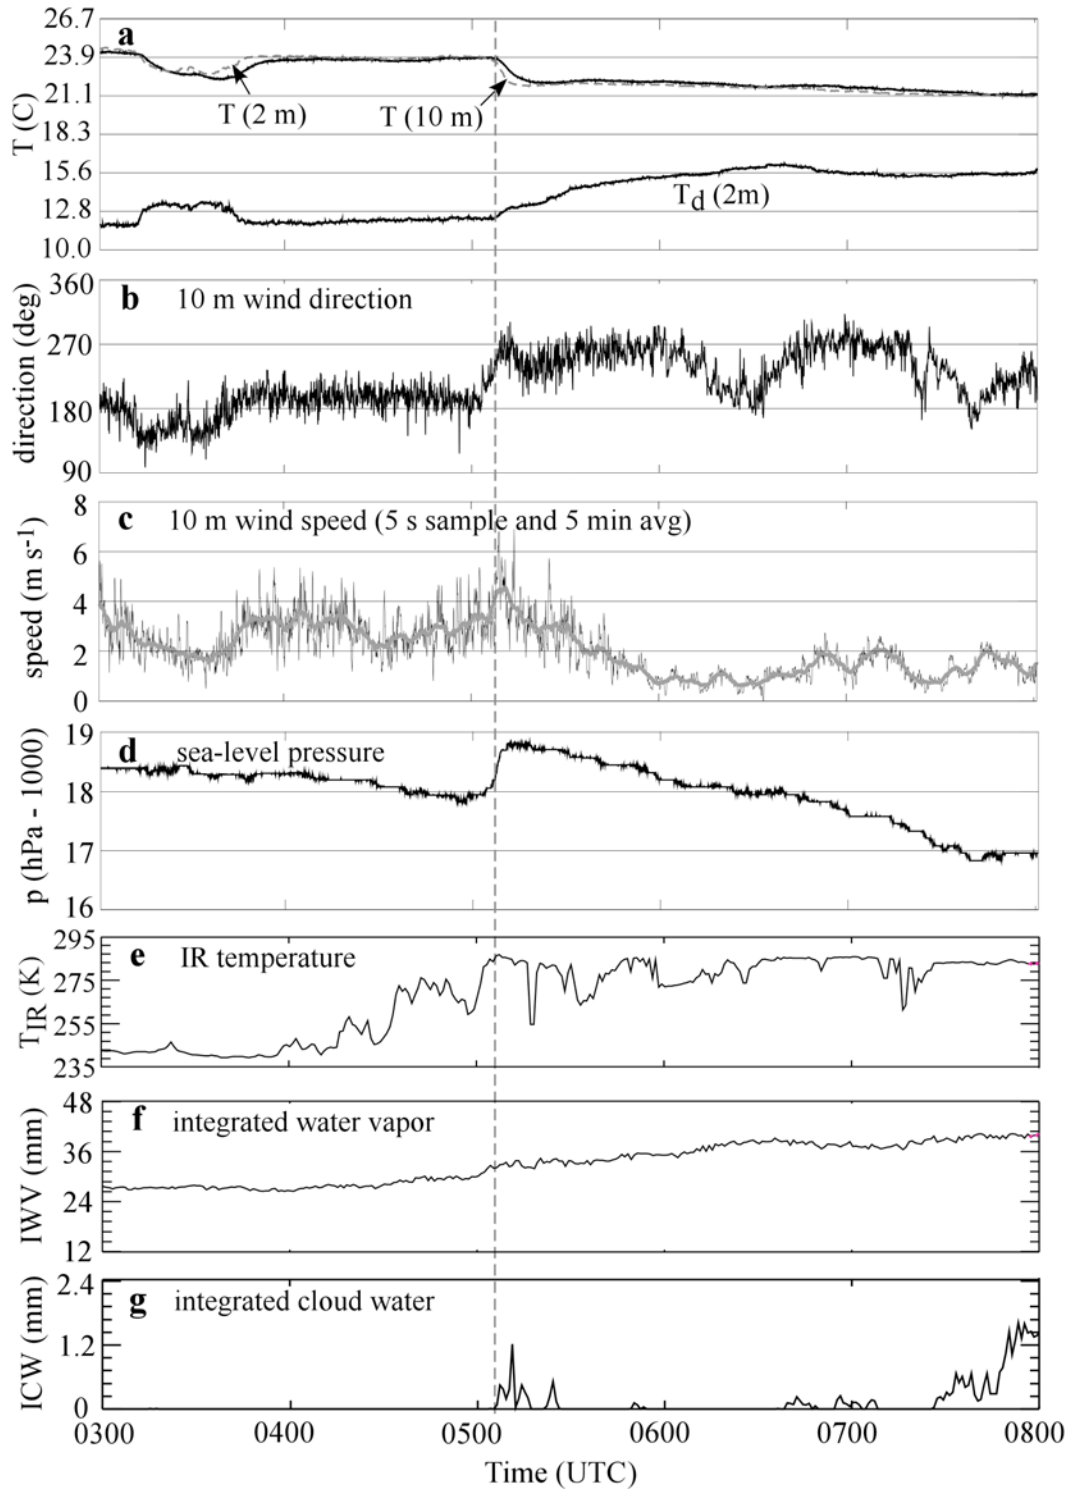 26.7
a
23.9
T (2 m)
T (10 m)
21.1
18.3
15.6
12.8
10.0
T (C)
T_d (2m)
360
b 10 m wind direction
270
180
90
direction (deg)
8
c 10 m wind speed (5 s sample and 5 min avg)
6
4
2
0
speed (m s⁻¹)
19
d sea-level pressure
18
17
16
p (hPa - 1000)
295
e IR temperature
275
255
235
T_IR (K)
48
f integrated water vapor
36
24
12
IWV (mm)
2.4
g integrated cloud water
1.2
0
ICW (mm)
0300 0400 0500 0600 0700 0800
Time (UTC)